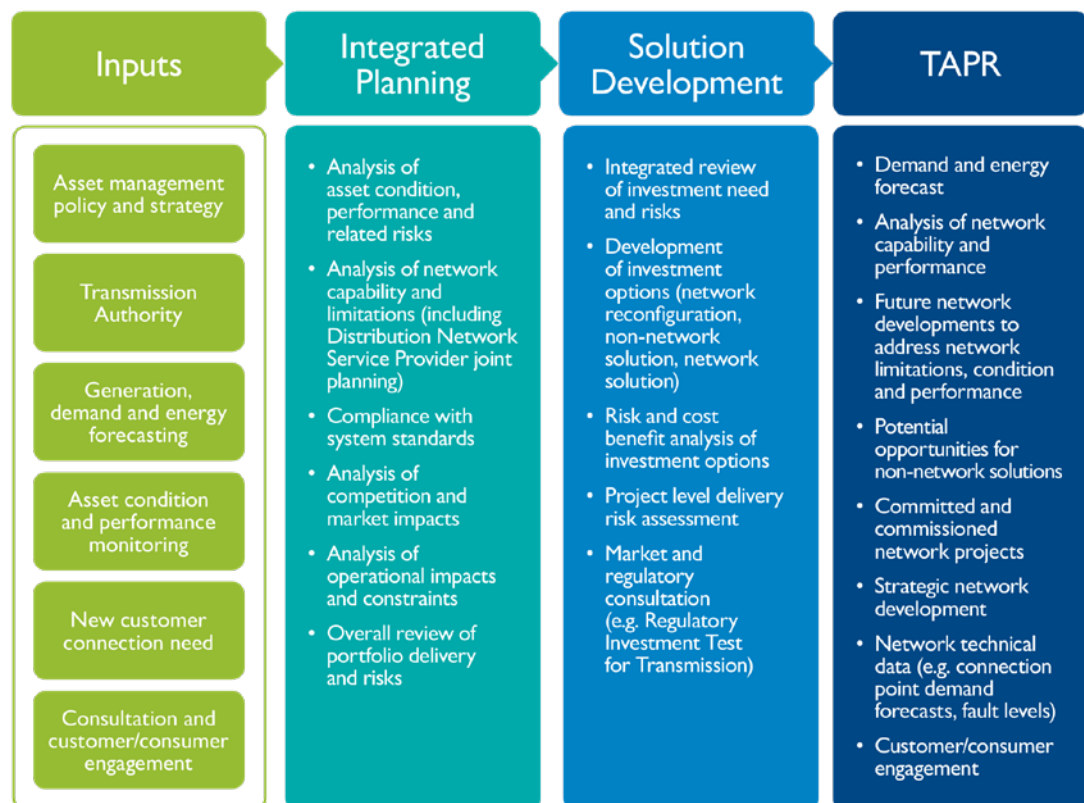 Inputs
Asset management
policy and strategy
Transmission
Authority
Generation,
demand and energy
forecasting
Asset condition
and performance
monitoring
New customer
connection need
Consultation and
customer/consumer
engagement
Integrated
Planning
• Analysis of
asset condition,
performance and
related risks
• Analysis of network
capability and
limitations (including
Distribution Network
Service Provider joint
planning)
• Compliance with
system standards
• Analysis of
competition and
market impacts
• Analysis of
operational impacts
and constraints
• Overall review of
portfolio delivery
and risks
Solution
Development
• Integrated review
of investment need
and risks
• Development
of investment
options (network
reconfiguration,
non-network
solution, network
solution)
• Risk and cost
benefit analysis of
investment options
• Project level delivery
risk assessment
• Market and
regulatory
consultation
(e.g. Regulatory
Investment Test
for Transmission)
TAPR
• Demand and energy
forecast
• Analysis of network
capability and
performance
• Future network
developments to
address network
limitations, condition
and performance
• Potential
opportunities for
non-network solutions
• Committed and
commissioned
network projects
• Strategic network
development
• Network technical
data (e.g. connection
point demand
forecasts, fault levels)
• Customer/consumer
engagement